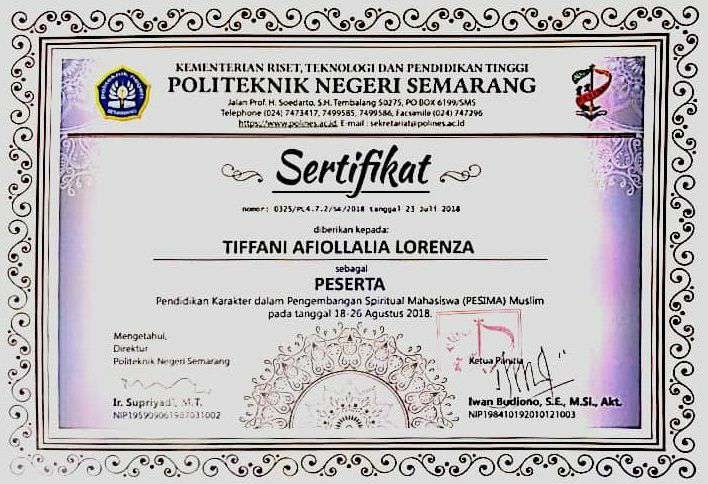 KEMENTERIAN RISET, TEKNOLOGI DAN PENDIDIKAN TINGGI
POLITEKNIK NEGERI SEMARANG
Jalan Prof. H. Soedarto, S.H. Tembalang 50275, PO BOX 6199/SMS
Telephone (024) 7473417, 7499585, 7499586, Facsamile (024) 747296
https://www.polines.ac.id, E-mail : sekretariat@polines.ac.id
Sertifikat
nomor: 0325/PL4.7.2/SA/2018 tanggal 23 Juli 2018
diberikan kepada:
TIFFANI AFIOLLALIA LORENZA
sebagai
PESERTA
Pendidikan Karakter dalam Pengembangan Spiritual Mahasiswa (PESIMA) Muslim
pada tanggal 18-26 Agustus 2018.
Mengetahui,
Direktur
Politeknik Negeri Semarang
Ir. Supriyadi, M.T.
NIP195909061987031002
Ketua Panitia
Iwan Budiono, S.E., M.Si., Akt.
NIP198410192010121003